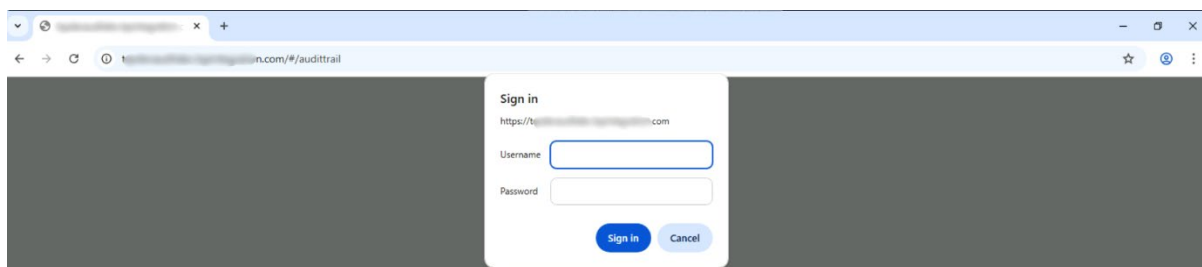 n.com/#/audittrail
Sign in
https://t
.com
Username
Password
Sign in
Cancel